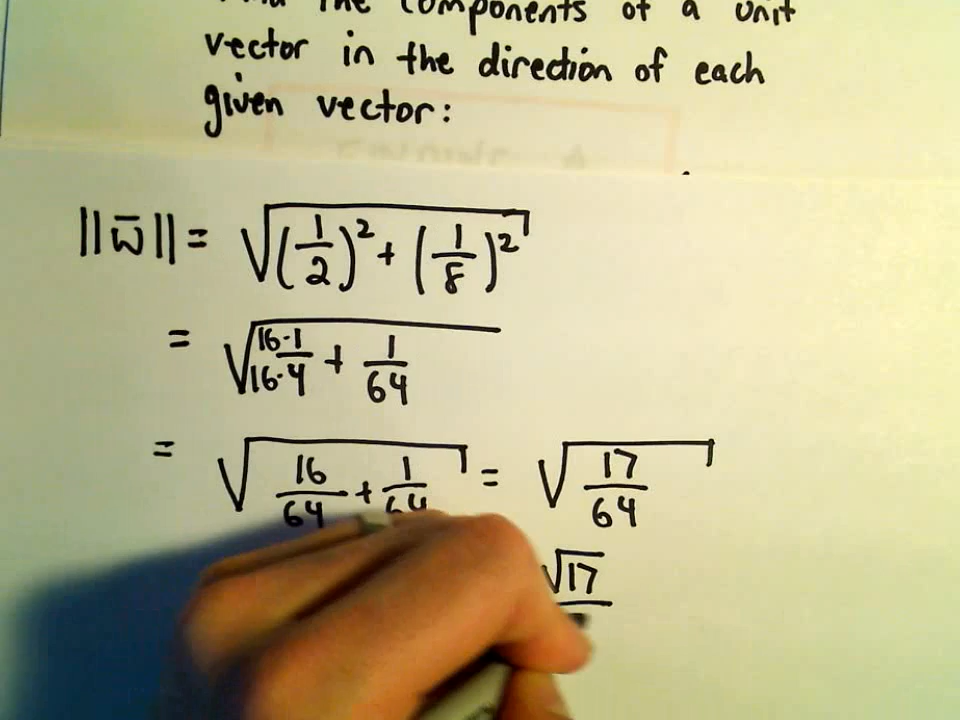 the components of a unit
vector in the direction of each
given vector:
||w̄|| = √((1/2)² + (1/8)²)
= √(16·1/16·4 + 1/64)
= √(16/64 + 1/64) = √(17/64)
√17